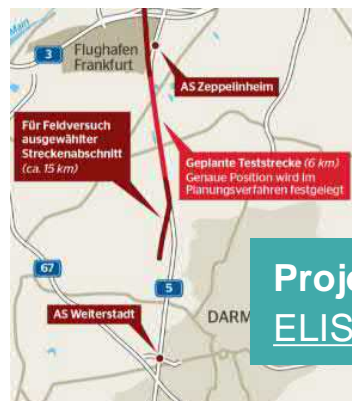 Main
3
Flughafen
Frankfurt
AS Zeppelinheim
Für Feldversuch
ausgewählter
Streckenabschnitt
(ca. 15 km)
Geplante Teststrecke (6 km)
Genaue Position wird im
Planungsverfahren festgelegt
67
5
Proje
ELIS
AS Weiterstadt
DARM